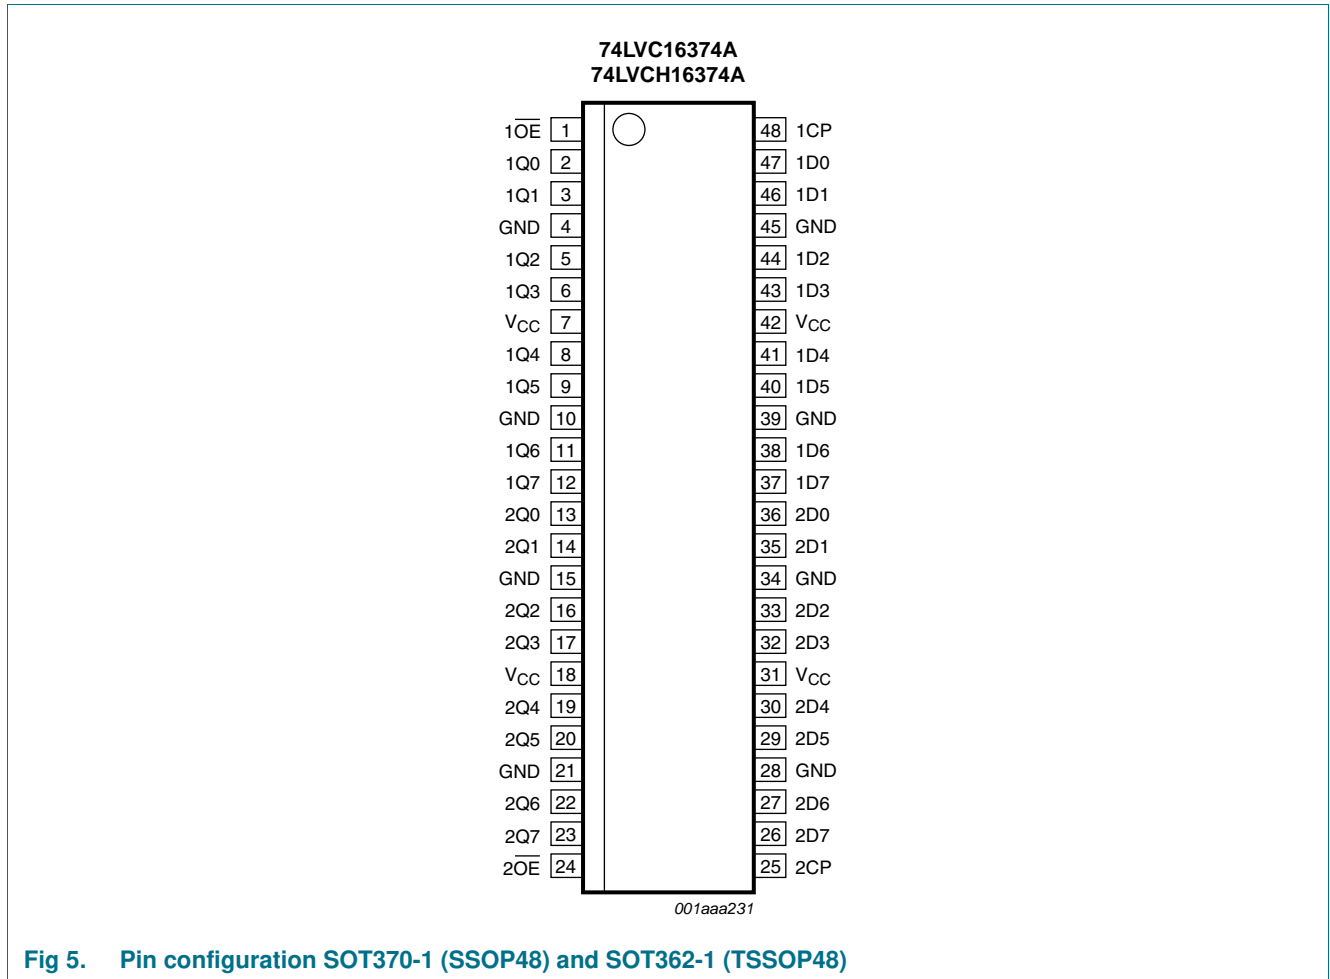 74LVC16374A
74LVCH16374A
1OE 1 48 1CP
1Q0 2 47 1D0
1Q1 3 46 1D1
GND 4 45 GND
1Q2 5 44 1D2
1Q3 6 43 1D3
VCC 7 42 VCC
1Q4 8 41 1D4
1Q5 9 40 1D5
GND 10 39 GND
1Q6 11 38 1D6
1Q7 12 37 1D7
2Q0 13 36 2D0
2Q1 14 35 2D1
GND 15 34 GND
2Q2 16 33 2D2
2Q3 17 32 2D3
VCC 18 31 VCC
2Q4 19 30 2D4
2Q5 20 29 2D5
GND 21 28 GND
2Q6 22 27 2D6
2Q7 23 26 2D7
2OE 24 25 2CP
001aaa231
Fig 5. Pin configuration SOT370-1 (SSOP48) and SOT362-1 (TSSOP48)